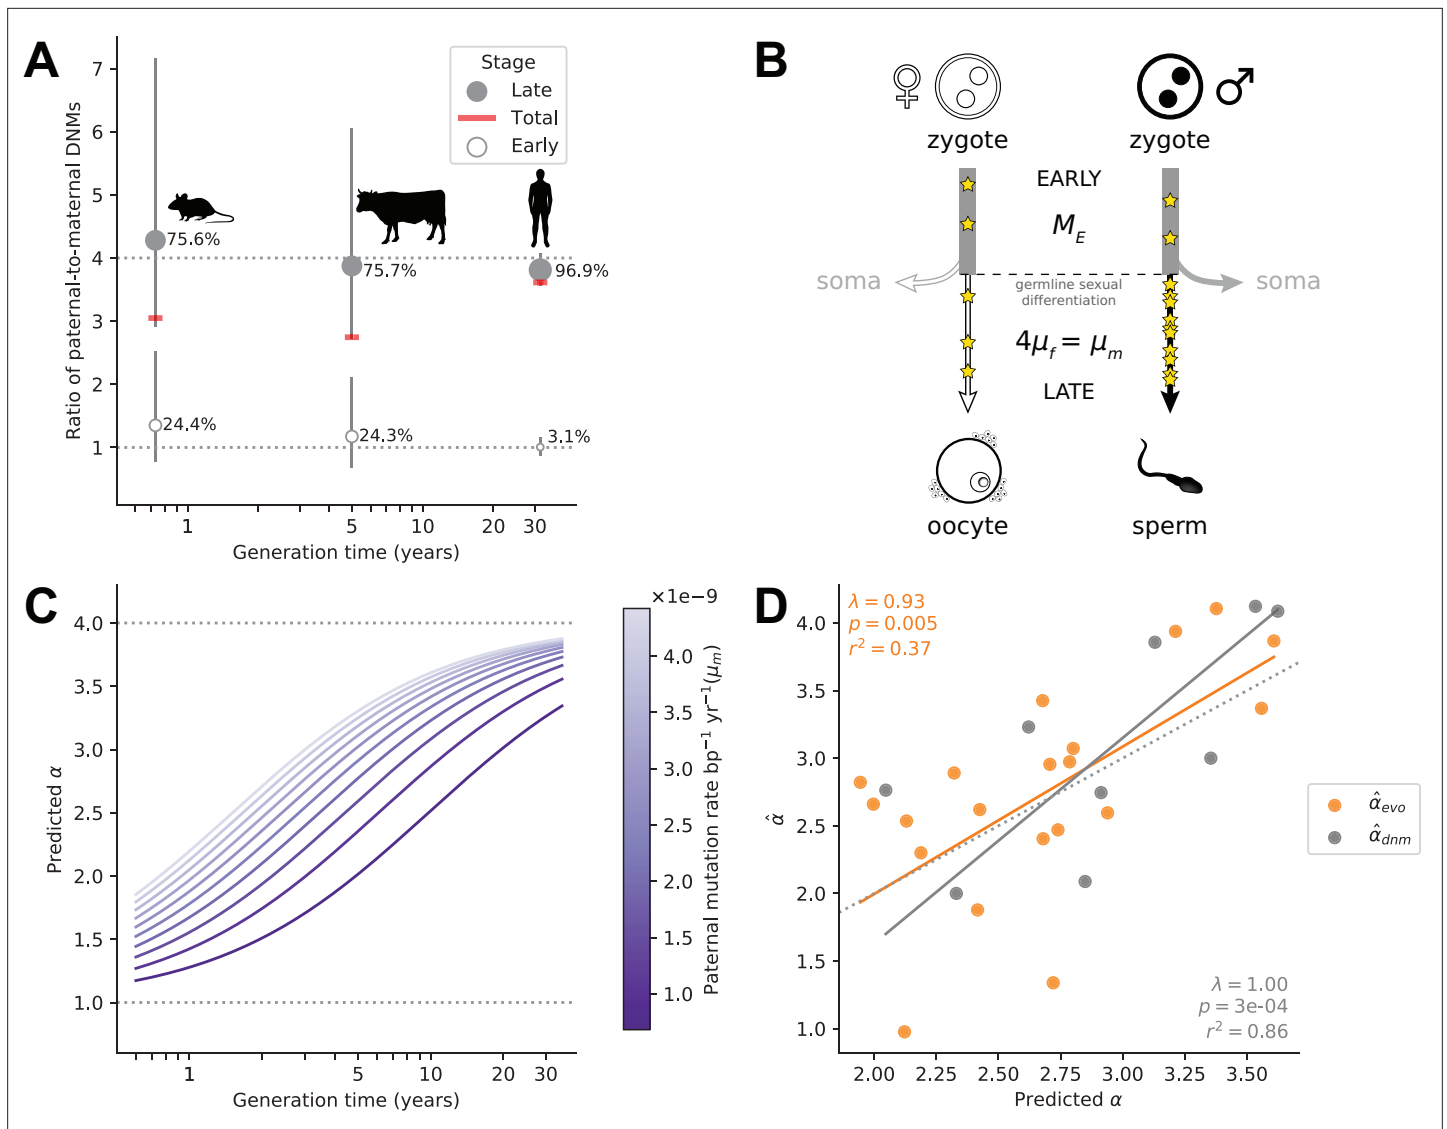 A
Ratio of paternal-to-maternal DNMs
7
6
5
4
3
2
1
Stage
Late
Total
Early
75.6%
75.7%
96.9%
24.4%
24.3%
3.1%
1
5
10
30
Generation time (years)
B
♀
♂
zygote
zygote
EARLY
M_E
soma
soma
germline sexual
differentiation
4μ_f = μ_m
LATE
oocyte
sperm
C
Predicted α
4.0
3.5
3.0
2.5
2.0
1.5
1.0
1
5
10
30
Generation time (years)
×1e−9
4.0
3.5
3.0
2.5
2.0
1.5
1.0
Paternal mutation rate bp⁻¹ yr⁻¹(μ_m)
D
α̂
4.0
3.5
3.0
2.5
2.0
1.5
1.0
λ = 0.93
p = 0.005
r² = 0.37
λ = 1.00
p = 3e-04
r² = 0.86
2.00
2.25
2.50
2.75
3.00
3.25
3.50
Predicted α
α̂_evo
α̂_dnm